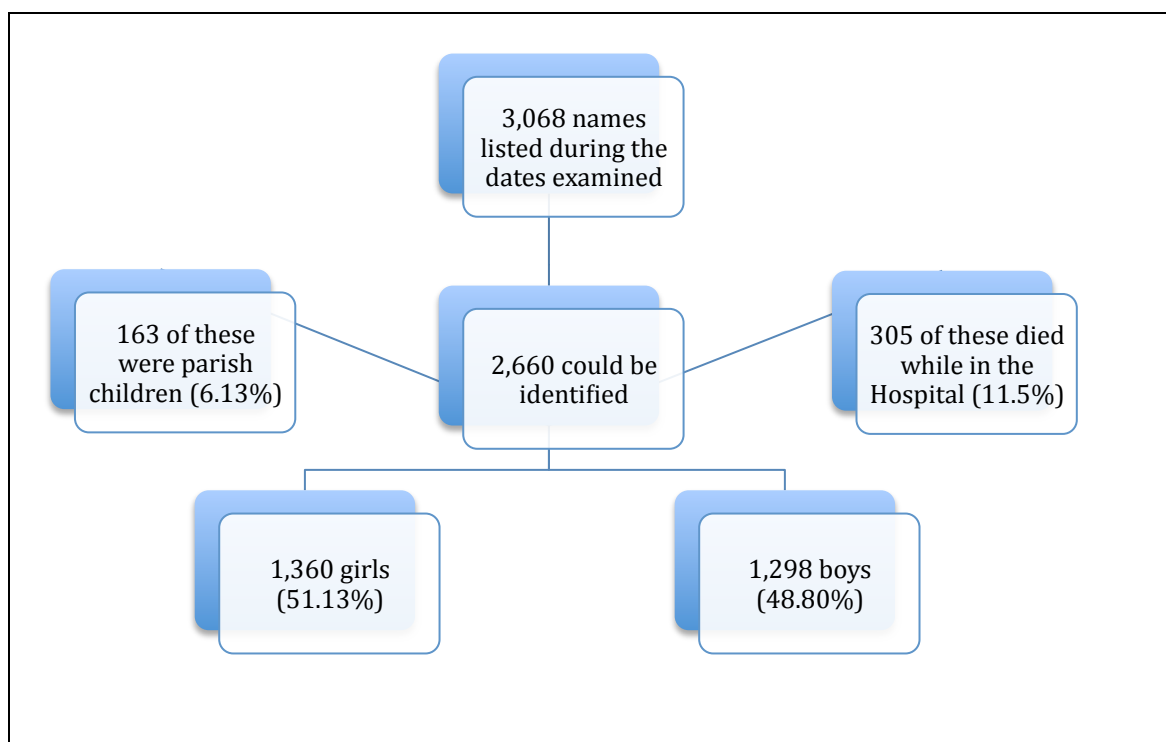 3,068 names
listed during the
dates examined
163 of these
were parish
children (6.13%)
2,660 could be
identified
305 of these died
while in the
Hospital (11.5%)
1,360 girls
(51.13%)
1,298 boys
(48.80%)